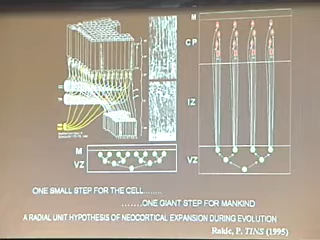 M
CP
IZ
VZ
M
VZ
ONE SMALL STEP FOR THE CELL........
.......ONE GIANT STEP FOR MANKIND
A RADIAL UNIT HYPOTHESIS OF NEOCORTICAL EXPANSION DURING EVOLUTION
Rakic, P. TINS (1995)